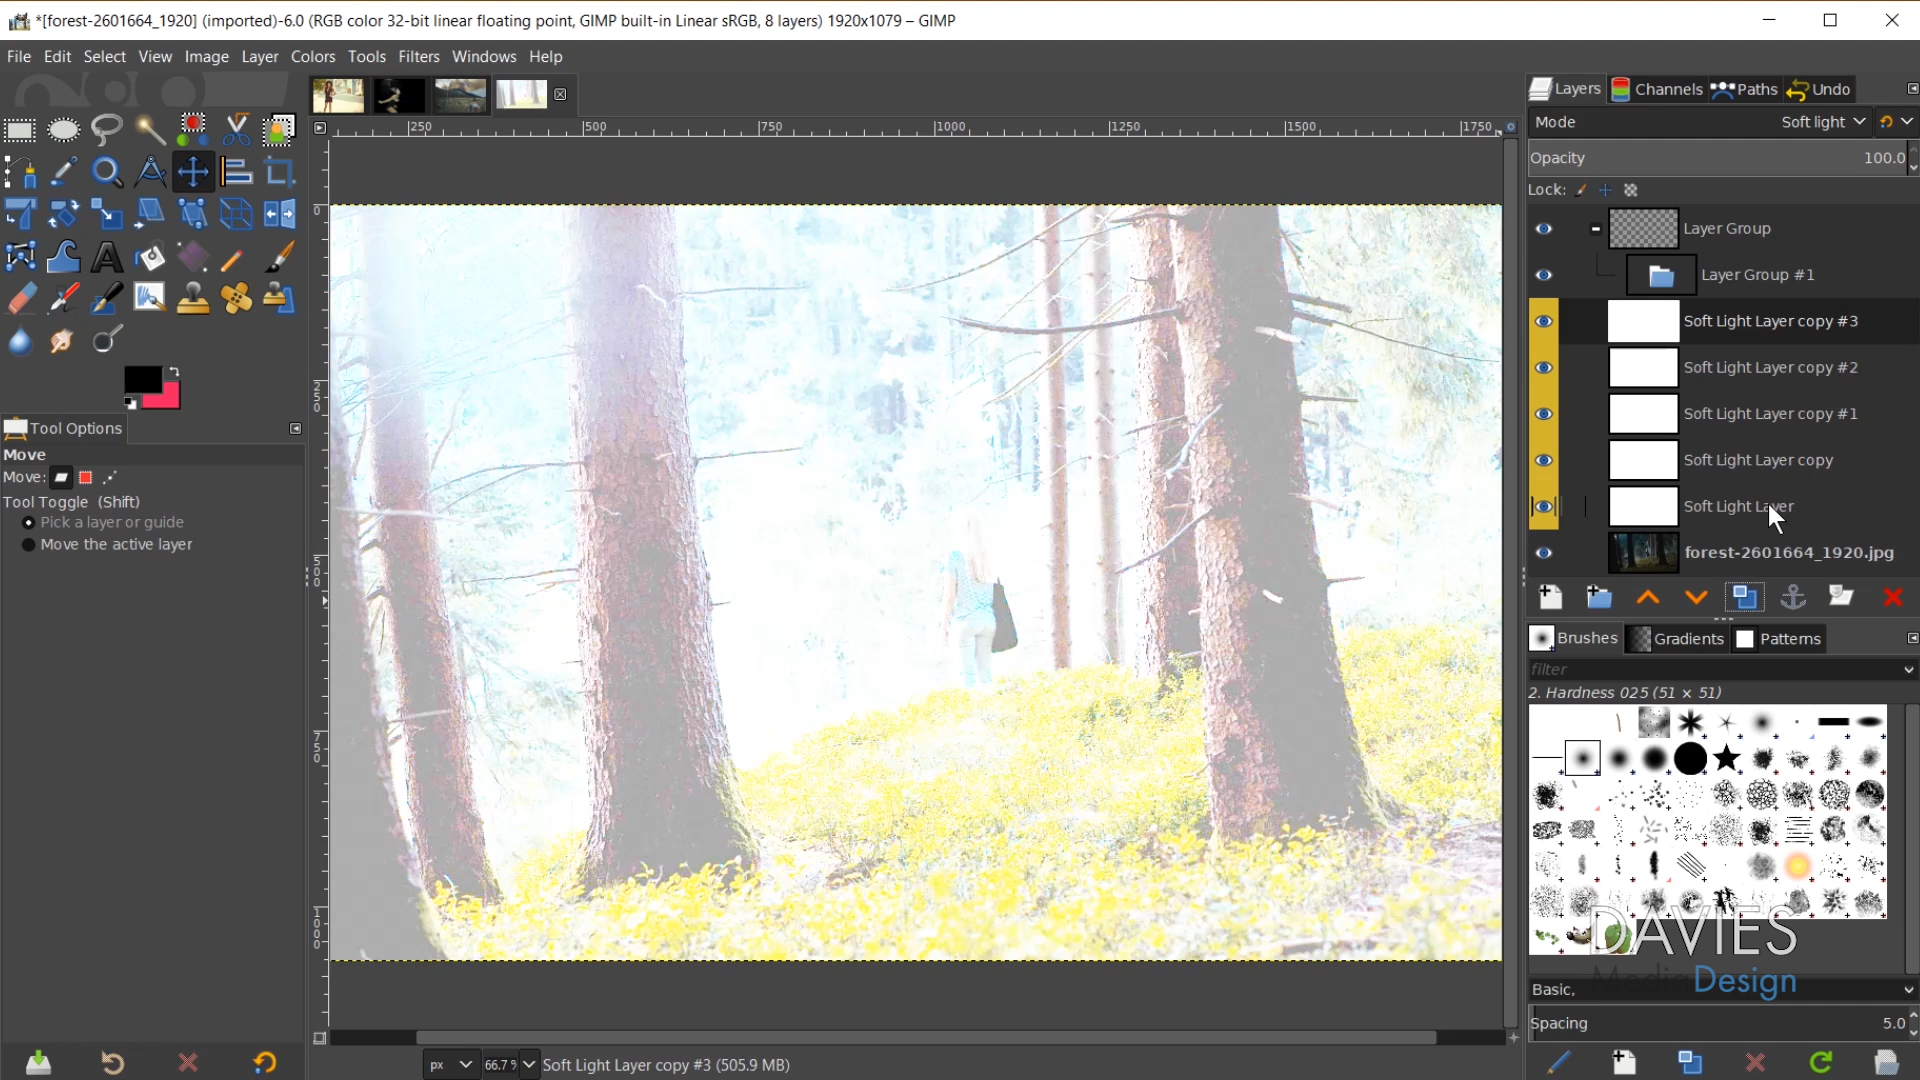 *[forest-2601664_1920] (imported)-6.0 (RGB color 32-bit linear floating point, GIMP built-in Linear sRGB, 8 layers) 1920x1079 – GIMP
File Edit Select View Image Layer Colors Tools Filters Windows Help
Layers Channels Paths Undo
250 500 750 1000 1250 1500 1750
Mode Soft light
Opacity 100.0
Lock:
0
250
500
750
1000
Layer Group
Layer Group #1
Soft Light Layer copy #3
Soft Light Layer copy #2
Soft Light Layer copy #1
Soft Light Layer copy
Soft Light Layer
forest-2601664_1920.jpg
Tool Options
Move
Move:
Tool Toggle (Shift)
Pick a layer or guide
Move the active layer
Brushes Gradients Patterns
filter
2. Hardness 025 (51 × 51)
DAVIES
Media Design
Basic,
Spacing 5.0
px 66.7 % Soft Light Layer copy #3 (505.9 MB)